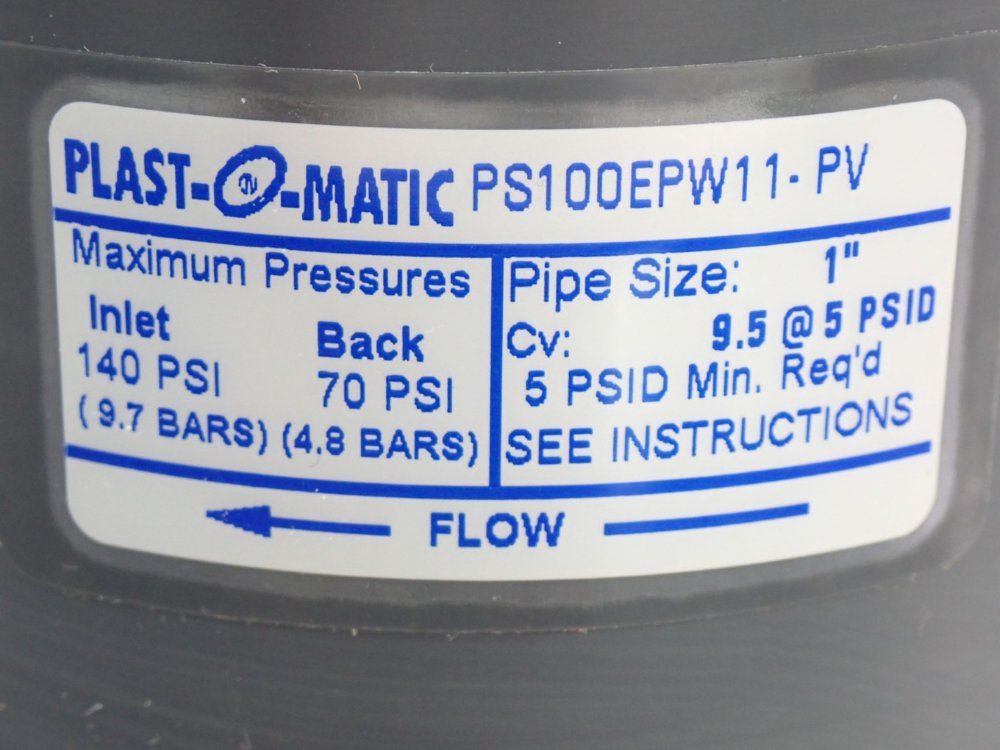 PLAST-O-MATIC PS100EPW11-PV
Maximum Pressures
Inlet Back
140 PSI 70 PSI
( 9.7 BARS) (4.8 BARS)
Pipe Size: 1"
Cv: 9.5 @ 5 PSID
5 PSID Min. Req'd
SEE INSTRUCTIONS
FLOW